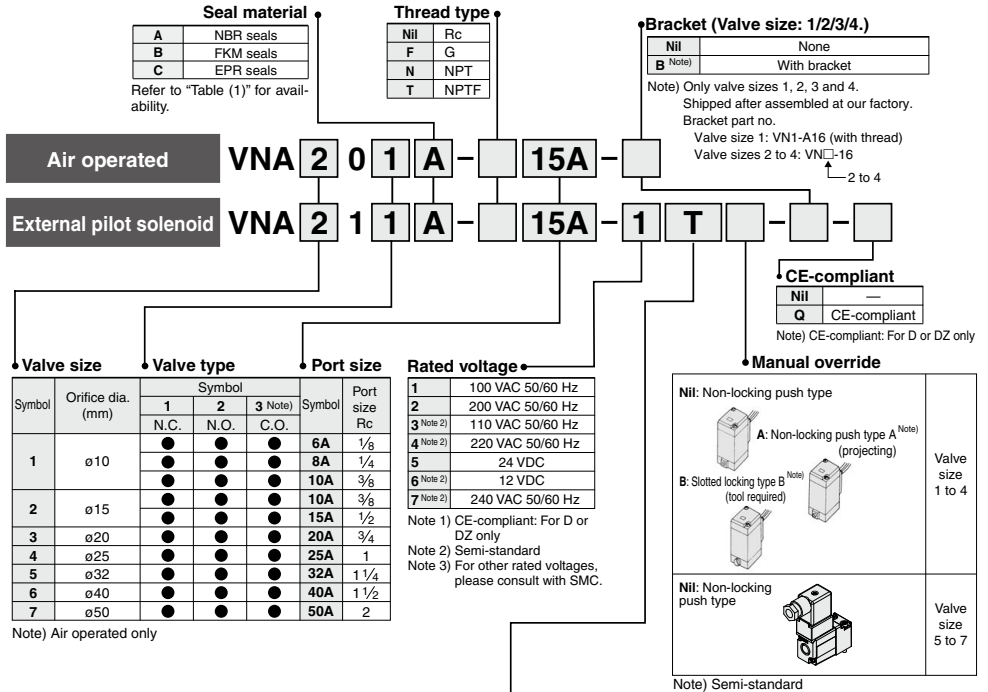 Seal material
A NBR seals
B FKM seals
C EPR seals
Refer to “Table (1)” for avail-
ability.
Thread type
Nil Rc
F G
N NPT
T NPTF
Bracket (Valve size: 1/2/3/4.)
Nil None
B Note) With bracket
Note) Only valve sizes 1, 2, 3 and 4.
Shipped after assembled at our factory.
Bracket part no.
Valve size 1: VN1-A16 (with thread)
Valve sizes 2 to 4: VN□-16
2 to 4
Air operated VNA 2 0 1 A – □ 15A – □
External pilot solenoid VNA 2 1 1 A – □ 15A – 1 T □ – □ – □
CE-compliant
Nil —
Q CE-compliant
Note) CE-compliant: For D or DZ only
Valve size
Valve type
Port size
Symbol Orifice dia. (mm) Symbol Symbol Port size Rc
1 2 3 Note)
N.C. N.O. C.O.
1 ø10 ● ● ● 6A 1/8
● ● ● 8A 1/4
● ● ● 10A 3/8
2 ø15 ● ● ● 10A 3/8
● ● ● 15A 1/2
3 ø20 ● ● ● 20A 3/4
4 ø25 ● ● ● 25A 1
5 ø32 ● ● ● 32A 1 1/4
6 ø40 ● ● ● 40A 1 1/2
7 ø50 ● ● ● 50A 2
Note) Air operated only
Rated voltage
1 100 VAC 50/60 Hz
2 200 VAC 50/60 Hz
3 Note 2) 110 VAC 50/60 Hz
4 Note 2) 220 VAC 50/60 Hz
5 24 VDC
6 Note 2) 12 VDC
7 Note 2) 240 VAC 50/60 Hz
Note 1) CE-compliant: For D or
DZ only
Note 2) Semi-standard
Note 3) For other rated voltages,
please consult with SMC.
Manual override
Nil: Non-locking push type
A: Non-locking push type A Note)
(projecting)
B: Slotted locking type B Note)
(tool required)
Valve
size
1 to 4
Nil: Non-locking
push type
Valve
size
5 to 7
Note) Semi-standard